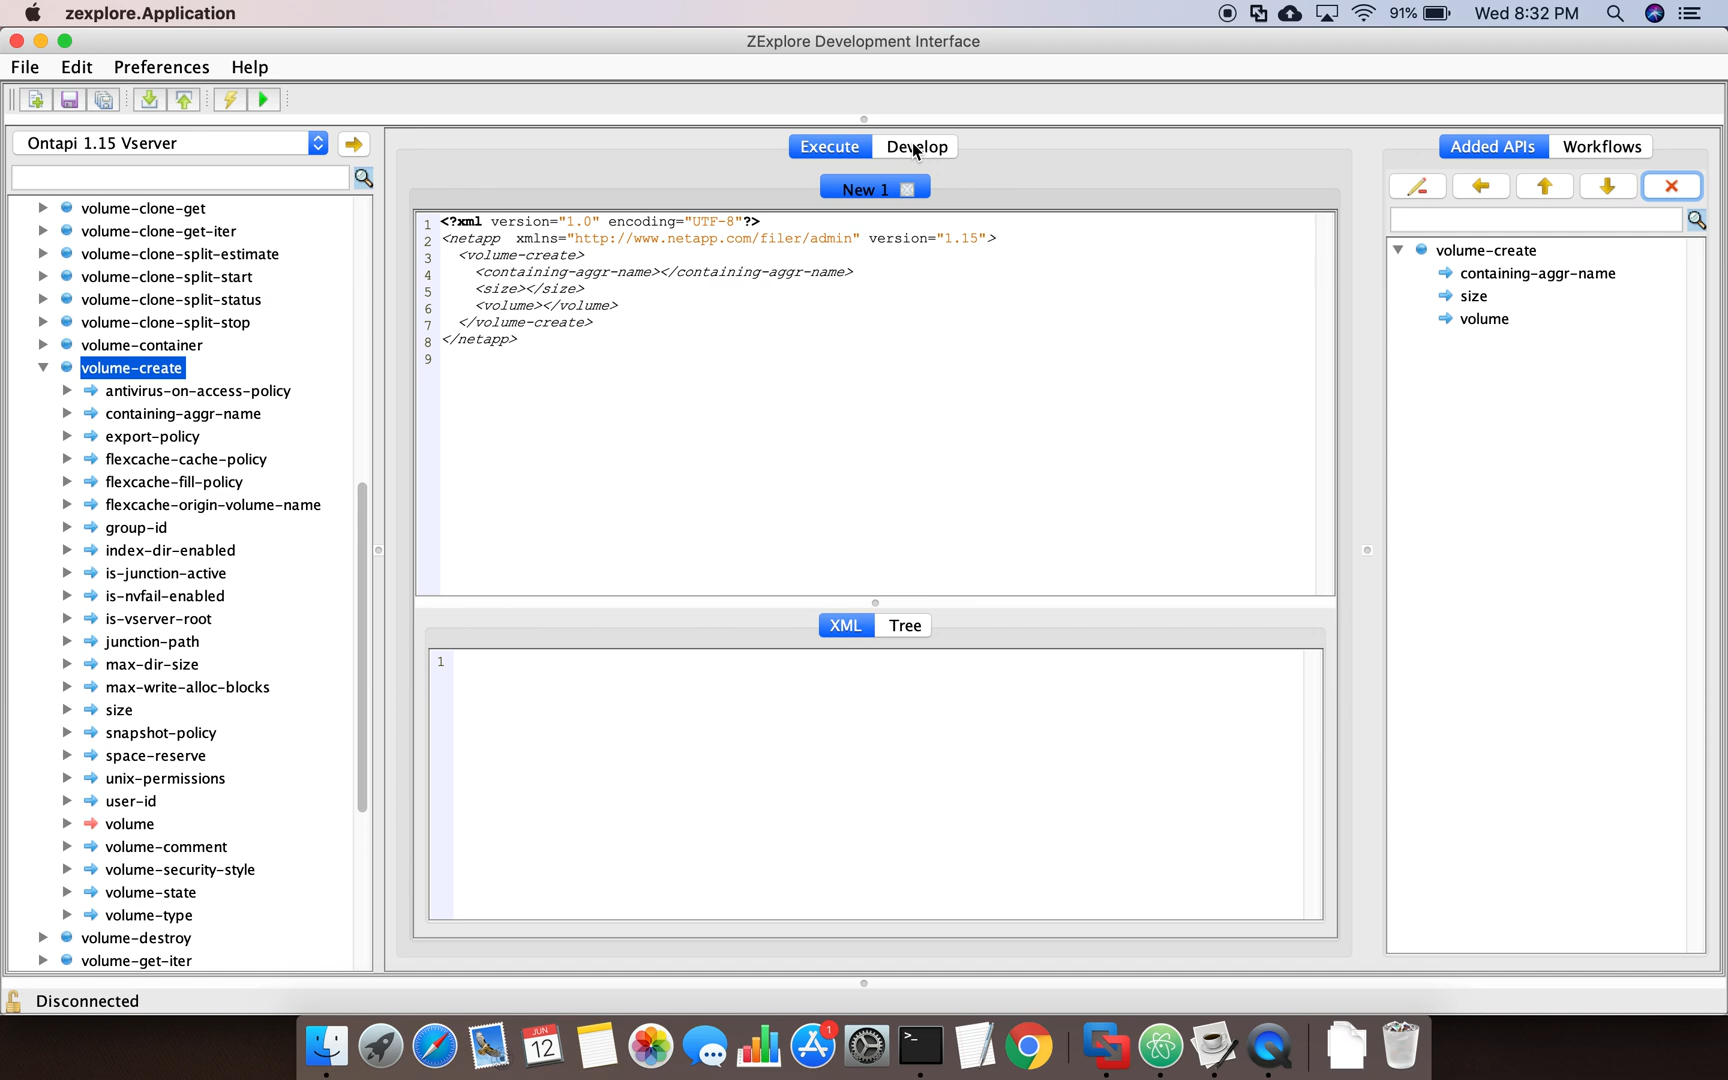 zexplore.Application
91%
Wed 8:32 PM
ZExplore Development Interface
File Edit Preferences Help
Ontapi 1.15 Vserver
volume-clone-get
volume-clone-get-iter
volume-clone-split-estimate
volume-clone-split-start
volume-clone-split-status
volume-clone-split-stop
volume-container
volume-create
antivirus-on-access-policy
containing-aggr-name
export-policy
flexcache-cache-policy
flexcache-fill-policy
flexcache-origin-volume-name
group-id
index-dir-enabled
is-junction-active
is-nvfail-enabled
is-vserver-root
junction-path
max-dir-size
max-write-alloc-blocks
size
snapshot-policy
space-reserve
unix-permissions
user-id
volume
volume-comment
volume-security-style
volume-state
volume-type
volume-destroy
volume-get-iter
Execute Develop
New 1
1 <?xml version="1.0" encoding="UTF-8"?>
2 <netapp  xmlns="http://www.netapp.com/filer/admin" version="1.15">
3   <volume-create>
4     <containing-aggr-name></containing-aggr-name>
5     <size></size>
6     <volume></volume>
7   </volume-create>
8 </netapp>
9
XML Tree
1
Added APIs Workflows
volume-create
containing-aggr-name
size
volume
Disconnected
JUN
12
1